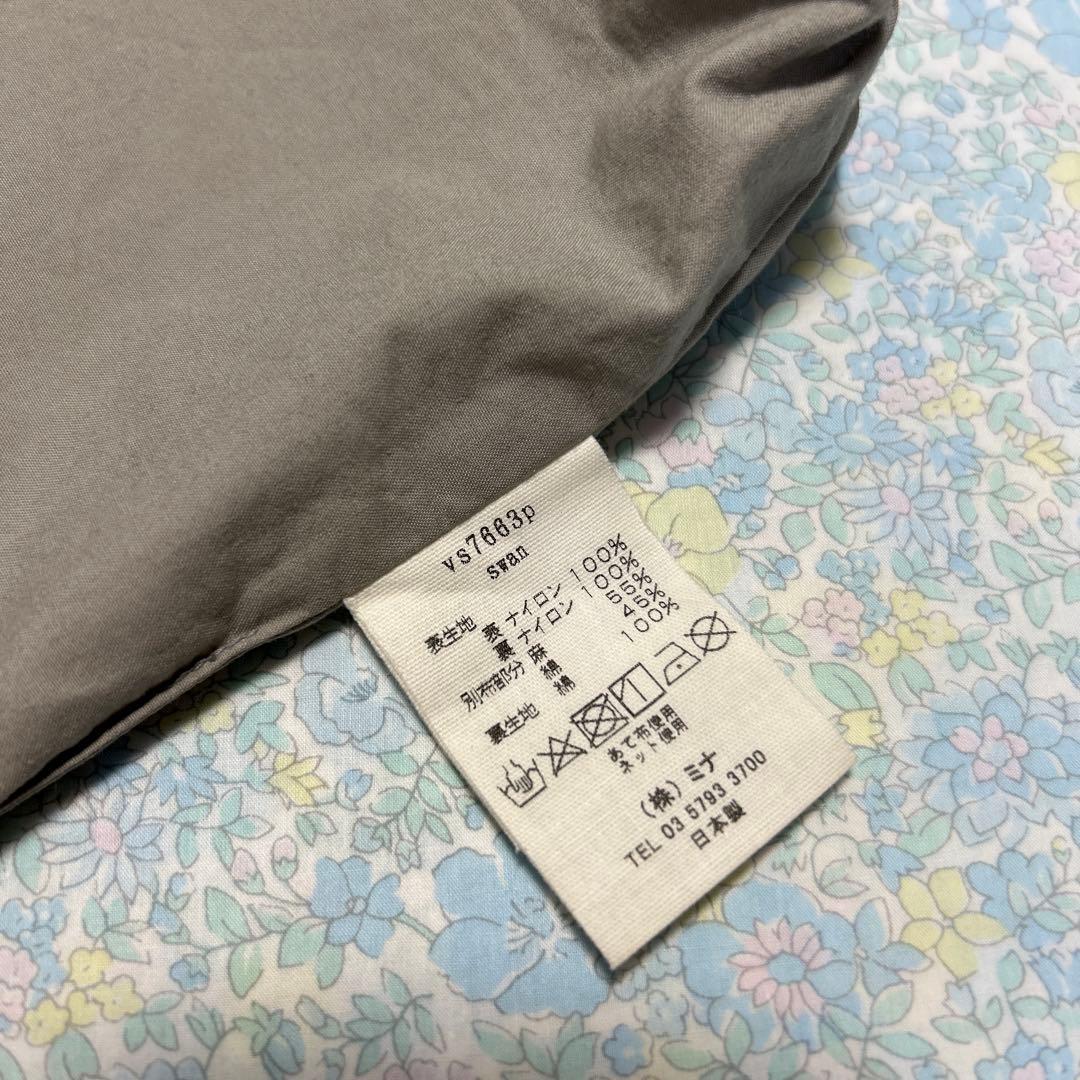 vs7663p
swan
表生地 表 ナイロン 100%
裏 ナイロン 100%
別布部分 麻 55%
綿 45%
裏生地 綿 100%
あて布使用
ネット使用
(株) ミナ
TEL 03 5793 3700
日本製